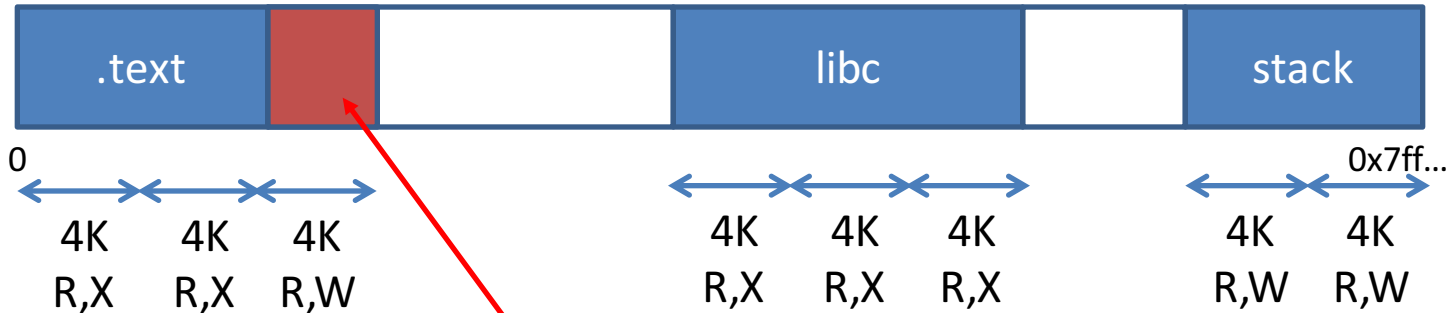 .text libc stack
0 0x7ff…
4K 4K 4K 4K 4K 4K 4K 4K
R,X R,X R,W R,X R,X R,X R,W R,W